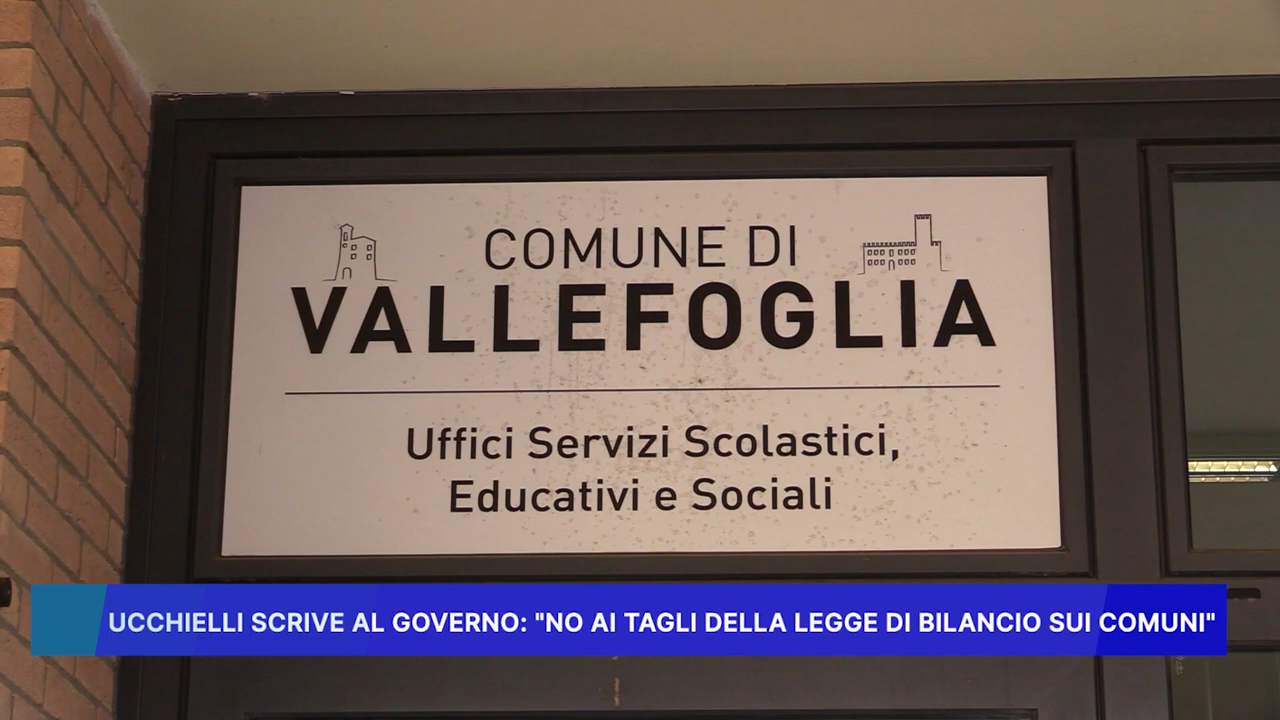 COMUNE DI
VALLEFOGLIA
Uffici Servizi Scolastici,
Educativi e Sociali
UCCHIELLI SCRIVE AL GOVERNO: "NO AI TAGLI DELLA LEGGE DI BILANCIO SUI COMUNI"